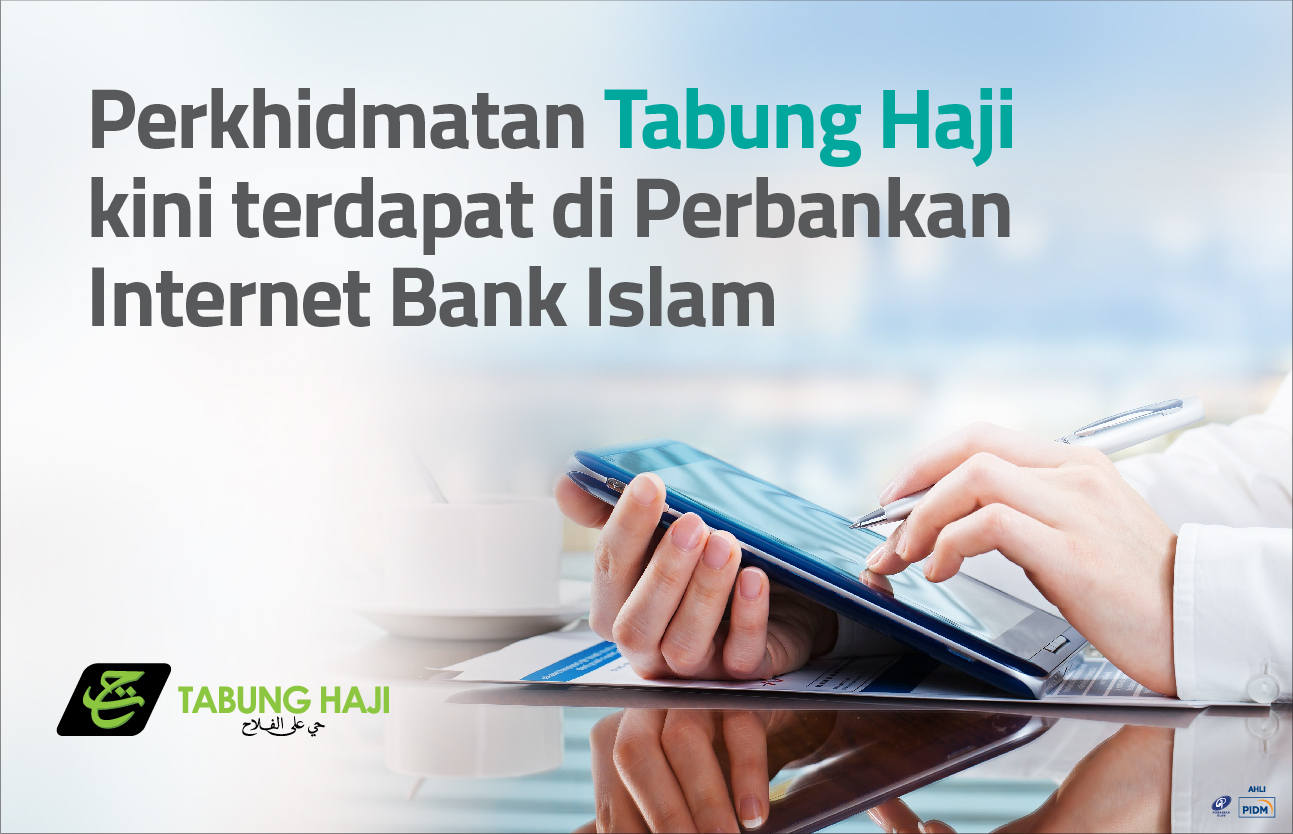 Perkhidmatan Tabung Haji
kini terdapat di Perbankan
Internet Bank Islam
TABUNG HAJI
حي على الفلاح
AHLI
PIDM